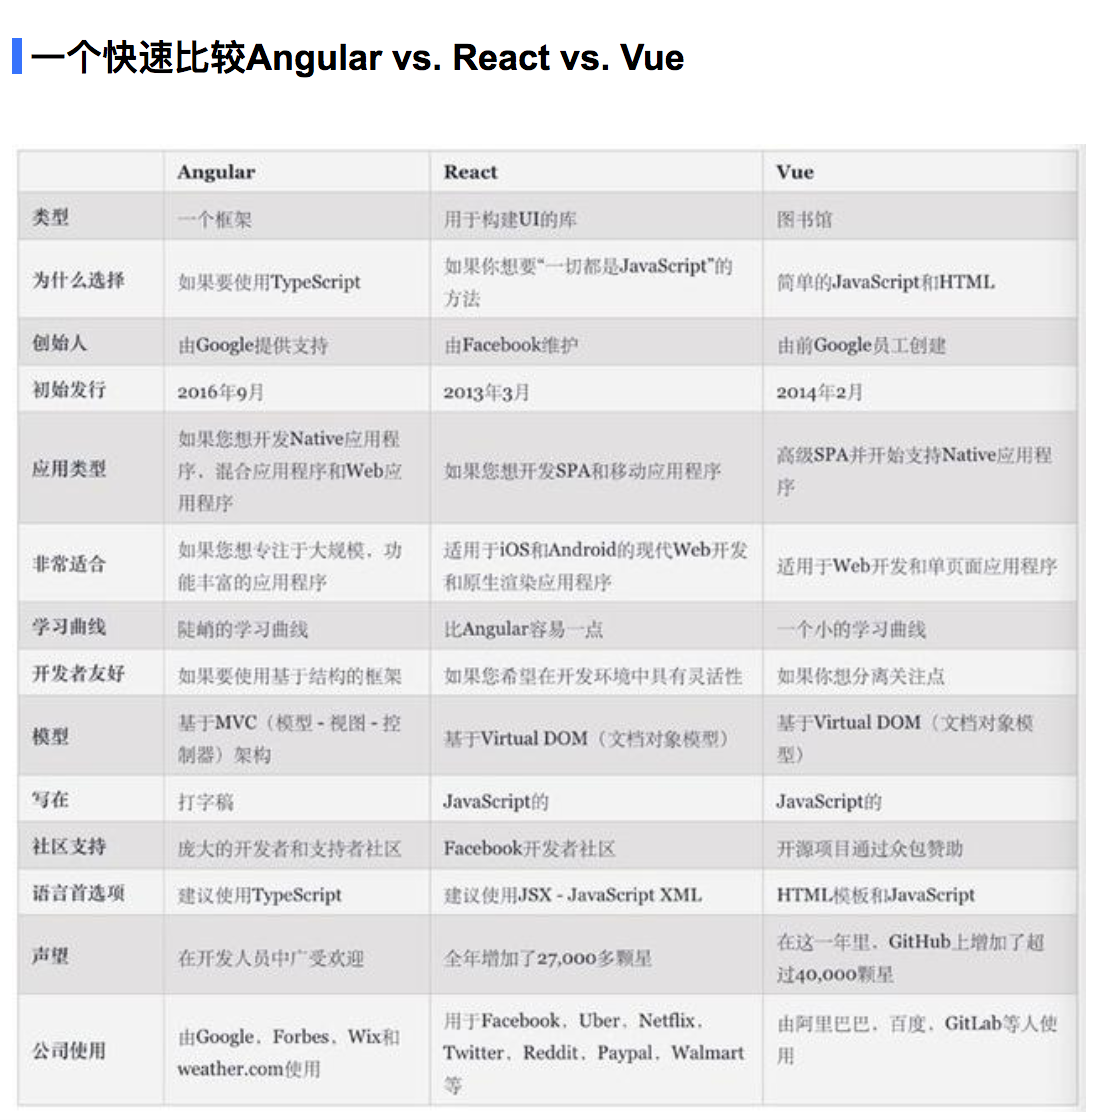 一个快速比较Angular vs. React vs. Vue
Angular React Vue
类型 一个框架 用于构建UI的库 图书馆
为什么选择 如果要使用TypeScript 如果你想要“一切都是JavaScript”的
方法 简单的JavaScript和HTML
创始人 由Google提供支持 由Facebook维护 由前Google员工创建
初始发行 2016年9月 2013年3月 2014年2月
应用类型 如果您想开发Native应用程
序，混合应用程序和Web应
用程序 如果您想开发SPA和移动应用程序 高级SPA并开始支持Native应用程
序
非常适合 如果您想专注于大规模，功
能丰富的应用程序 适用于iOS和Android的现代Web开发
和原生渲染应用程序 适用于Web开发和单页面应用程序
学习曲线 陡峭的学习曲线 比Angular容易一点 一个小的学习曲线
开发者友好 如果要使用基于结构的框架 如果您希望在开发环境中具有灵活性 如果你想分离关注点
模型 基于MVC（模型 - 视图 - 控
制器）架构 基于Virtual DOM（文档对象模型） 基于Virtual DOM（文档对象模
型）
写在 打字稿 JavaScript的 JavaScript的
社区支持 庞大的开发者和支持者社区 Facebook开发者社区 开源项目通过众包赞助
语言首选项 建议使用TypeScript 建议使用JSX - JavaScript XML HTML模板和JavaScript
声望 在开发人员中广受欢迎 全年增加了27,000多颗星 在这一年里，GitHub上增加了超
过40,000颗星
公司使用 由Google，Forbes，Wix和
weather.com使用 用于Facebook，Uber，Netflix，
Twitter，Reddit，Paypal，Walmart
等 由阿里巴巴，百度，GitLab等人使
用